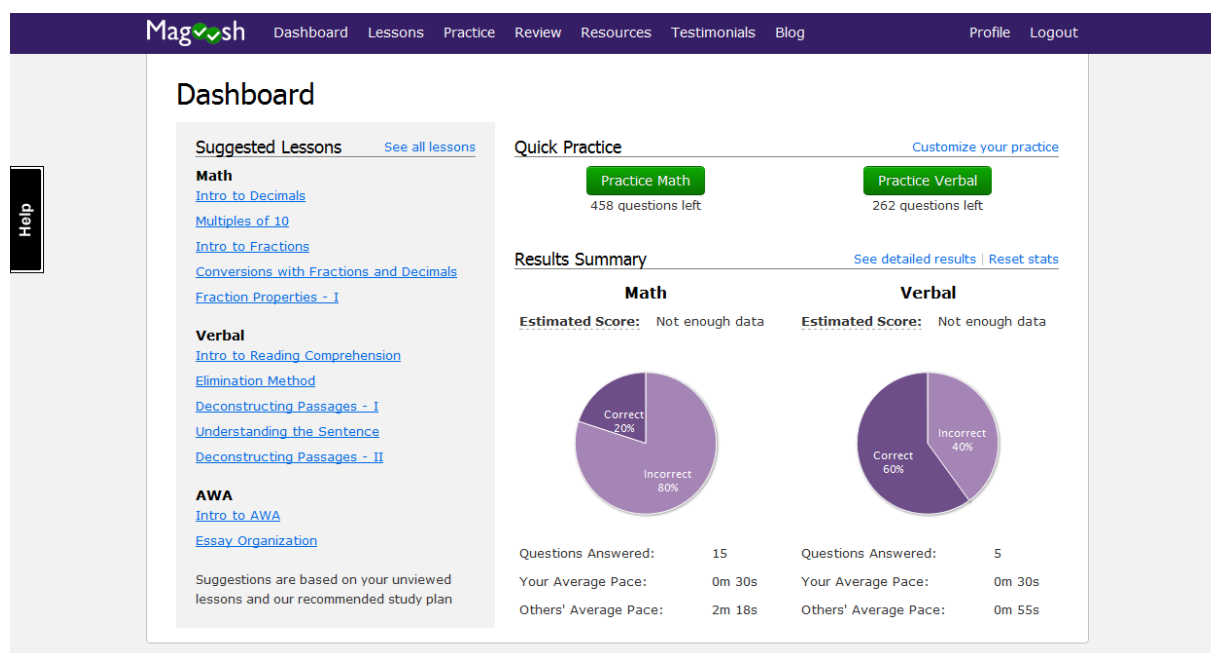 Magoosh Dashboard Lessons Practice Review Resources Testimonials Blog Profile Logout
Help
Dashboard
Suggested Lessons See all lessons
Math
Intro to Decimals
Multiples of 10
Intro to Fractions
Conversions with Fractions and Decimals
Fraction Properties - I
Verbal
Intro to Reading Comprehension
Elimination Method
Deconstructing Passages - I
Understanding the Sentence
Deconstructing Passages - II
AWA
Intro to AWA
Essay Organization
Suggestions are based on your unviewed
lessons and our recommended study plan
Quick Practice Customize your practice
Practice Math Practice Verbal
458 questions left 262 questions left
Results Summary See detailed results | Reset stats
Math Verbal
Estimated Score: Not enough data Estimated Score: Not enough data
Correct
20%
Incorrect
80%
Incorrect
40%
Correct
60%
Questions Answered: 15 Questions Answered: 5
Your Average Pace: 0m 30s Your Average Pace: 0m 30s
Others' Average Pace: 2m 18s Others' Average Pace: 0m 55s